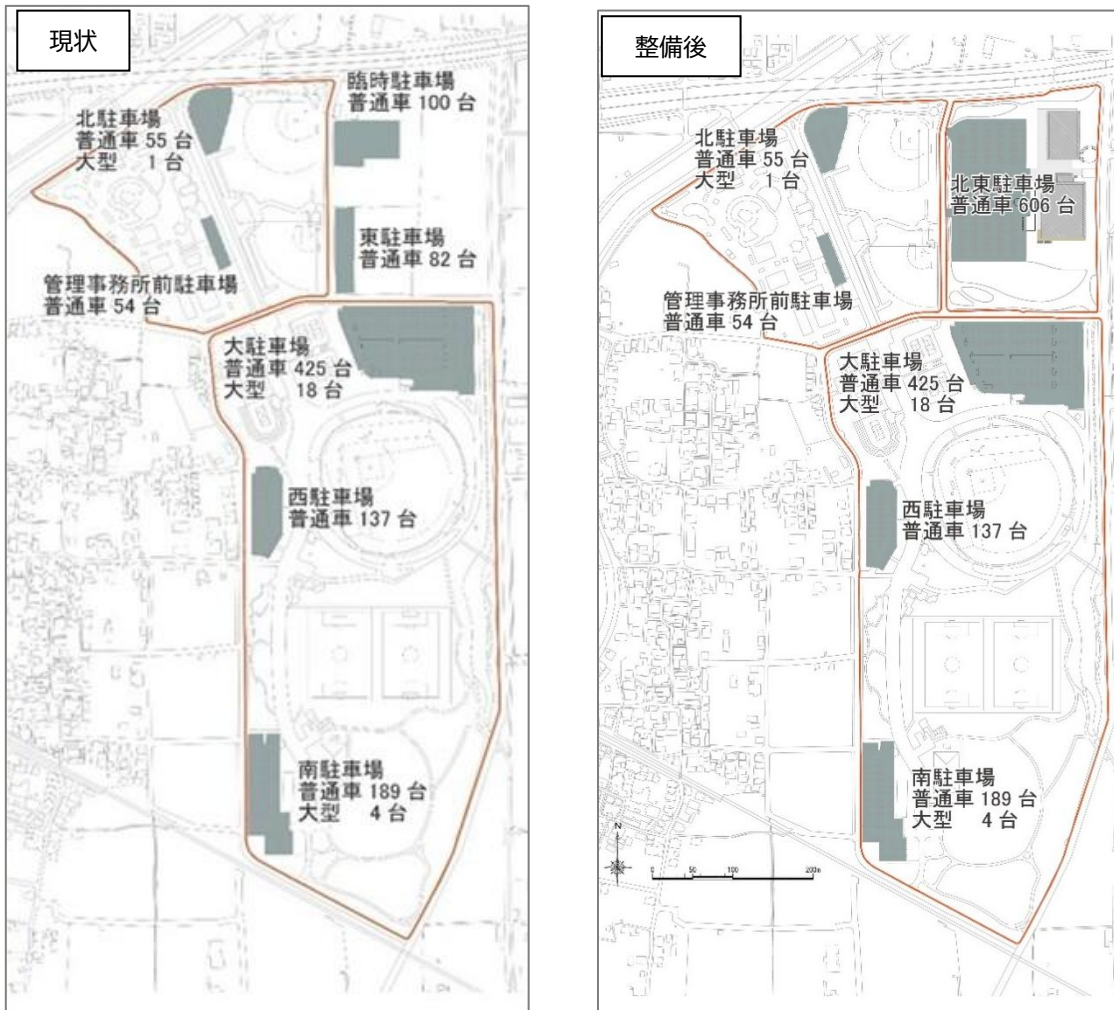 現状
臨時駐車場
普通車 100 台
北駐車場
普通車 55 台
大型 1 台
東駐車場
普通車 82 台
管理事務所前駐車場
普通車 54 台
大駐車場
普通車 425 台
大型 18 台
西駐車場
普通車 137 台
南駐車場
普通車 189 台
大型 4 台
整備後
北駐車場
普通車 55 台
大型 1 台
北東駐車場
普通車 606 台
管理事務所前駐車場
普通車 54 台
大駐車場
普通車 425 台
大型 18 台
西駐車場
普通車 137 台
南駐車場
普通車 189 台
大型 4 台
N
0 50 100 200m